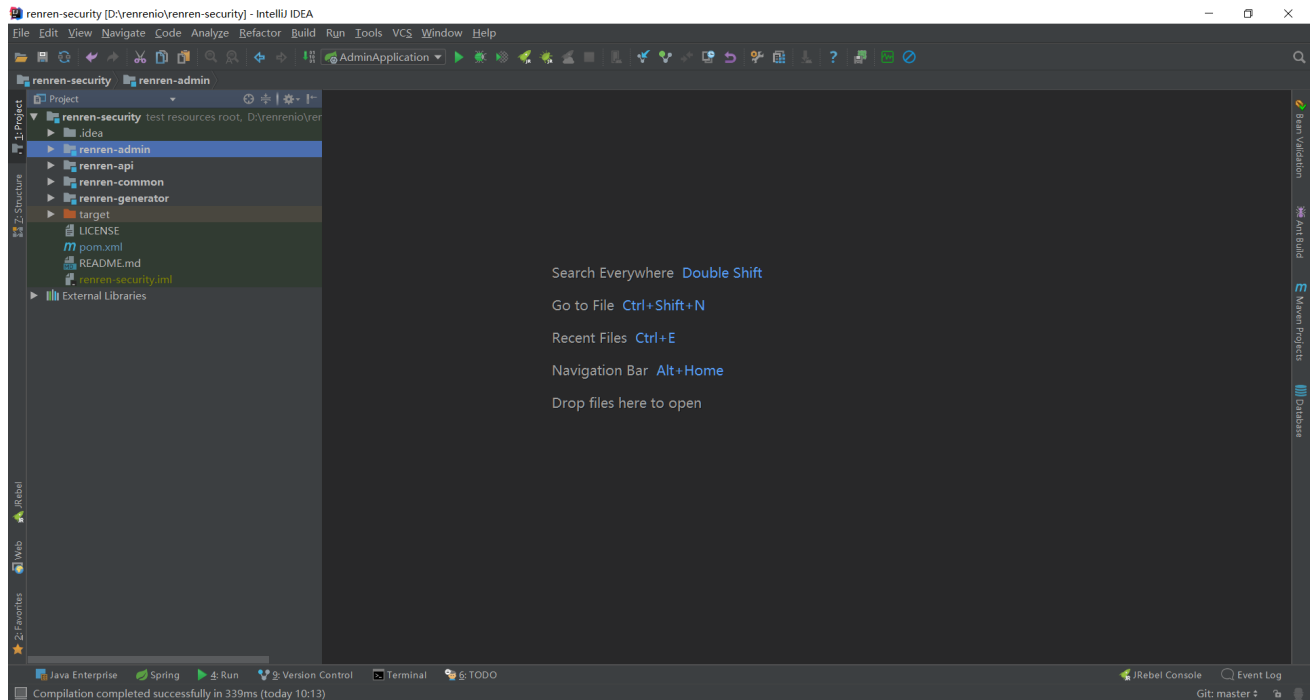 renren-security [D:\renrenio\renren-security] - IntelliJ IDEA
File Edit View Navigate Code Analyze Refactor Build Run Tools VCS Window Help
AdminApplication
renren-security renren-admin
Project
renren-security test resources root, D:\renrenio\rer
.idea
renren-admin
renren-api
renren-common
renren-generator
target
LICENSE
pom.xml
README.md
renren-security.iml
External Libraries
1: Project
Z: Structure
JRebel
Web
2: Favorites
Search Everywhere Double Shift
Go to File Ctrl+Shift+N
Recent Files Ctrl+E
Navigation Bar Alt+Home
Drop files here to open
Bean Validation
Ant Build
Maven Projects
Database
Java Enterprise Spring 4: Run 9: Version Control Terminal 6: TODO JRebel Console Event Log
Compilation completed successfully in 339ms (today 10:13) Git: master